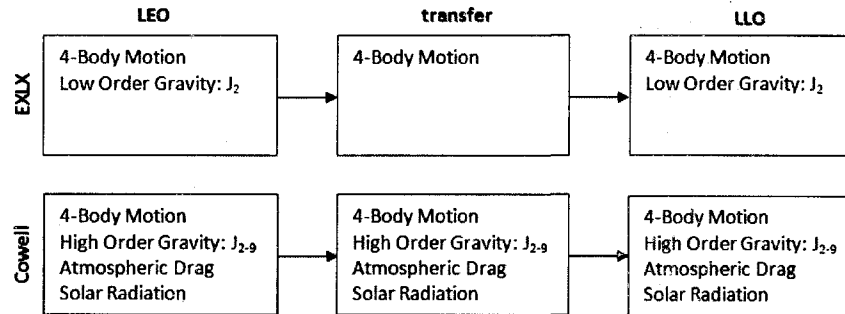 LEO transfer LLO
EXLX
4-Body Motion
Low Order Gravity: J₂
4-Body Motion
4-Body Motion
Low Order Gravity: J₂
Cowell
4-Body Motion
High Order Gravity: J₂₋₉
Atmospheric Drag
Solar Radiation
4-Body Motion
High Order Gravity: J₂₋₉
Atmospheric Drag
Solar Radiation
4-Body Motion
High Order Gravity: J₂₋₉
Atmospheric Drag
Solar Radiation